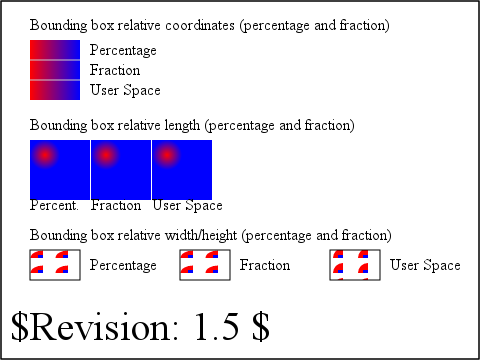 Bounding box relative coordinates (percentage and fraction)
Percentage
Fraction
User Space
Bounding box relative length (percentage and fraction)
Percent. Fraction User Space
Bounding box relative width/height (percentage and fraction)
Percentage Fraction User Space
$Revision: 1.5 $